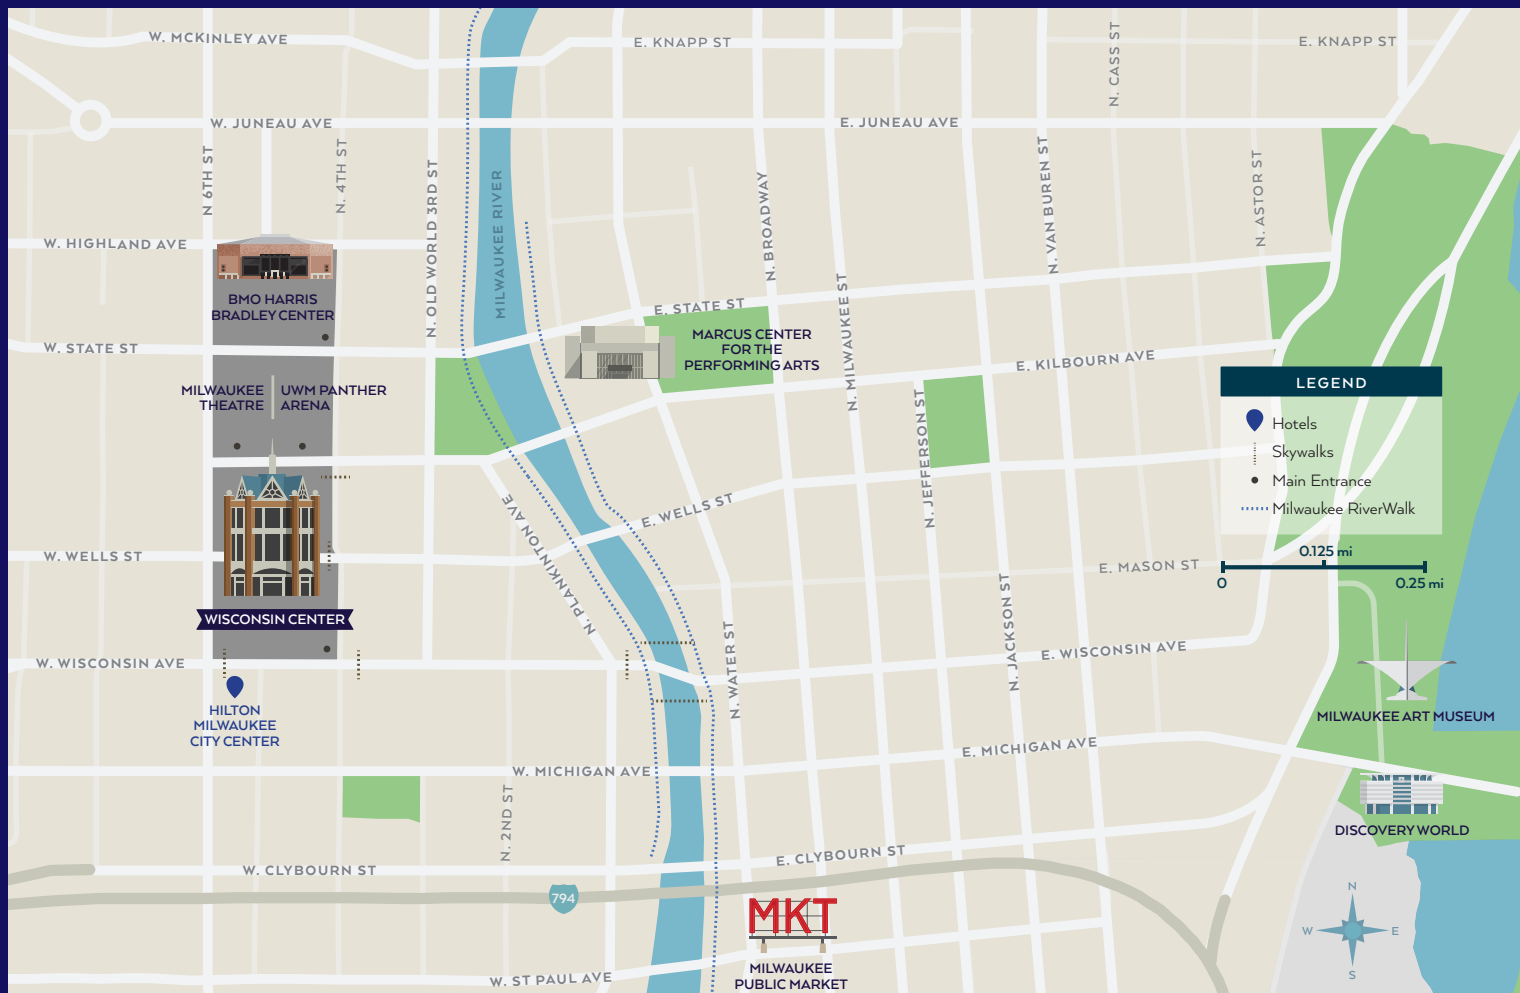 W. MCKINLEY AVE
E. KNAPP ST
E. KNAPP ST
N. CASS ST
W. JUNEAU AVE
E. JUNEAU AVE
N 6TH ST
N. 4TH ST
N. OLD WORLD 3RD ST
MILWAUKEE RIVER
N. BROADWAY
N. VAN BUREN ST
N. ASTOR ST
W. HIGHLAND AVE
BMO HARRIS
BRADLEY CENTER
E. STATE ST
N. MILWAUKEE ST
MARCUS CENTER
FOR THE
PERFORMING ARTS
W. STATE ST
E. KILBOURN AVE
MILWAUKEE
THEATRE
UWM PANTHER
ARENA
LEGEND
Hotels
Skywalks
Main Entrance
Milwaukee RiverWalk
0.125 mi
0
0.25 mi
N. JEFFERSON ST
E. WELLS ST
N. PLANKINTON AVE
W. WELLS ST
E. MASON ST
WISCONSIN CENTER
N. WATER ST
N. JACKSON ST
W. WISCONSIN AVE
E. WISCONSIN AVE
HILTON
MILWAUKEE
CITY CENTER
MILWAUKEE ART MUSEUM
W. MICHIGAN AVE
E. MICHIGAN AVE
N. 2ND ST
DISCOVERY WORLD
W. CLYBOURN ST
E. CLYBOURN ST
794
MKT
MILWAUKEE
PUBLIC MARKET
W. ST PAUL AVE
N
W
E
S